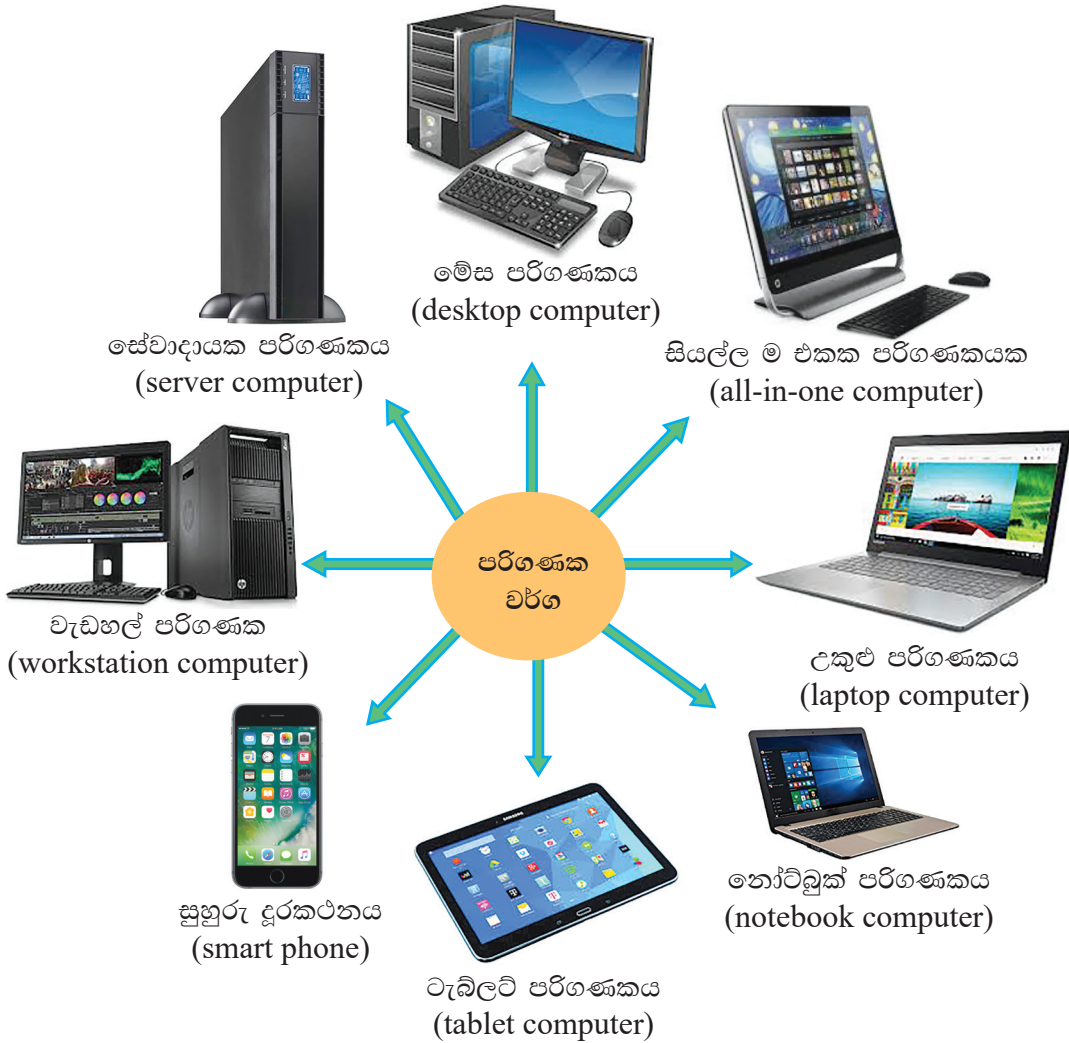 මේස පරිගණකය
(desktop computer)
සේවාදායක පරිගණකය
(server computer)
සියල්ල ම එකක පරිගණකයක
(all-in-one computer)
පරිගණක
වර්ග
වැඩහල් පරිගණක
(workstation computer)
උකුළු පරිගණකය
(laptop computer)
සුහුරු දූරකථනය
(smart phone)
නෝට්බුක් පරිගණකය
(notebook computer)
SAMSUNG
ටැබ්ලට් පරිගණකය
(tablet computer)